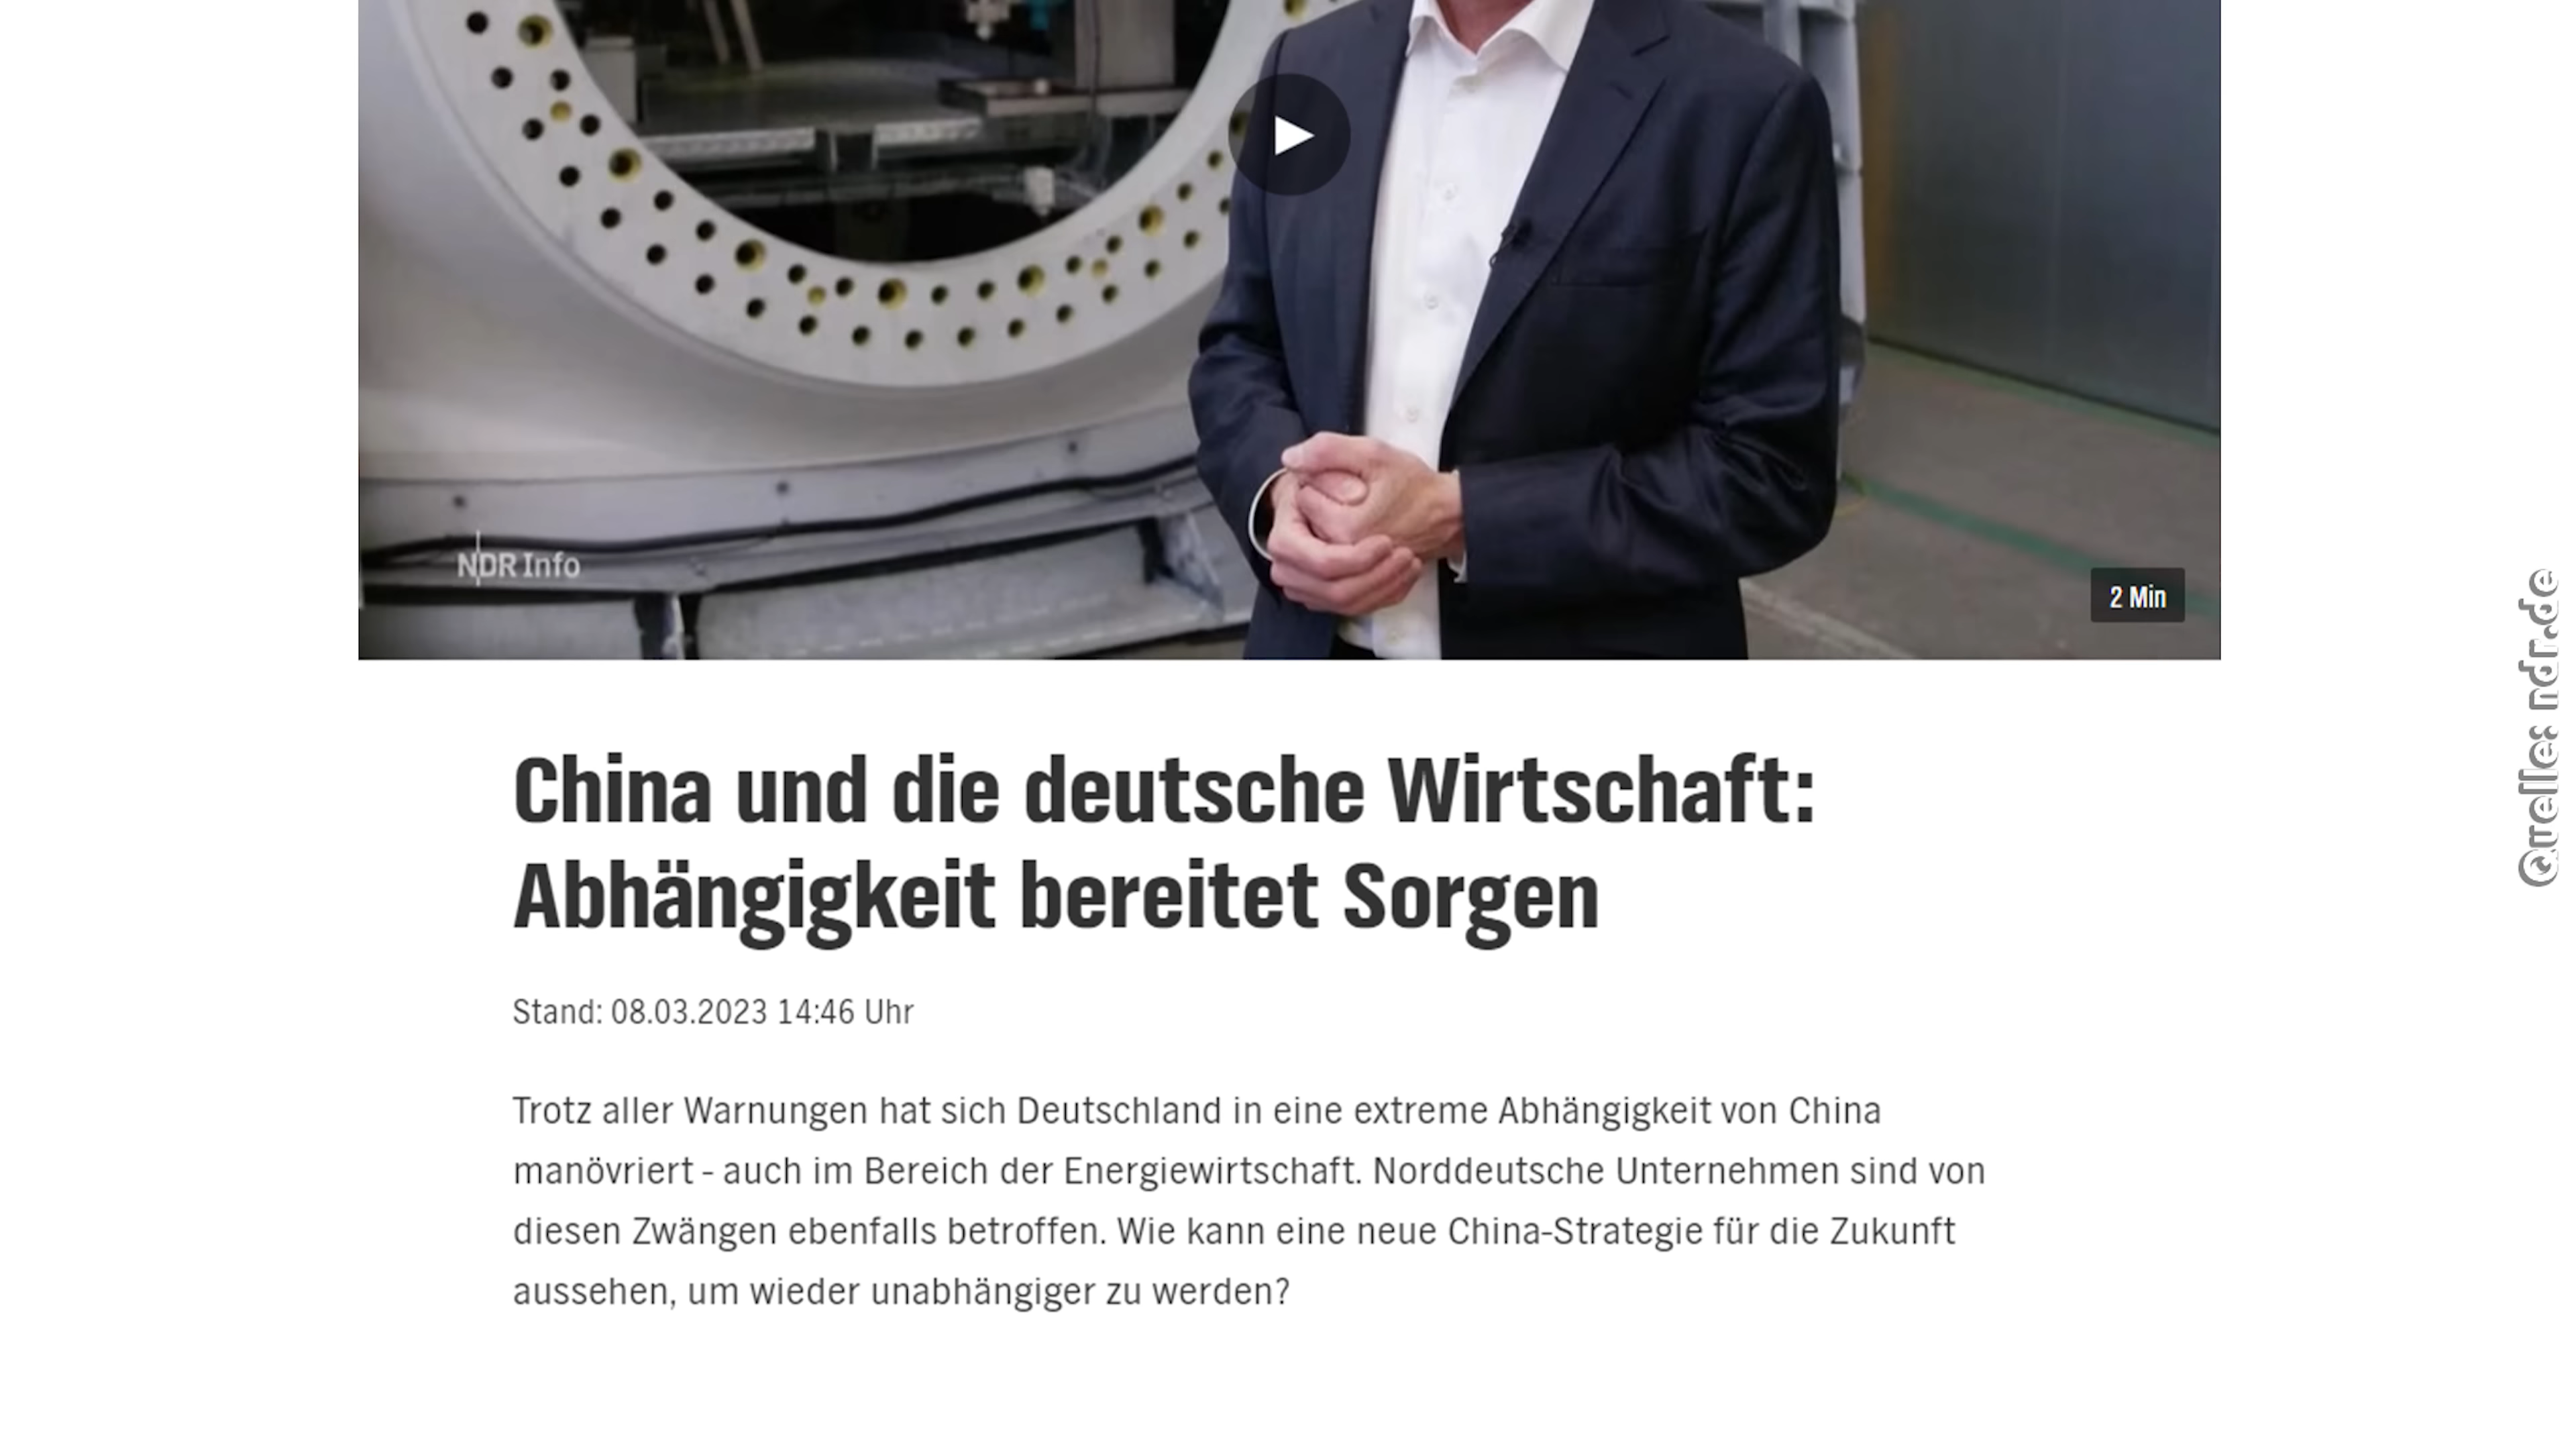 NDR Info
2 Min
China und die deutsche Wirtschaft:
Abhängigkeit bereitet Sorgen
Stand: 08.03.2023 14:46 Uhr
Trotz aller Warnungen hat sich Deutschland in eine extreme Abhängigkeit von China
manövriert - auch im Bereich der Energiewirtschaft. Norddeutsche Unternehmen sind von
diesen Zwängen ebenfalls betroffen. Wie kann eine neue China-Strategie für die Zukunft
aussehen, um wieder unabhängiger zu werden?
Quelle: ndr.de